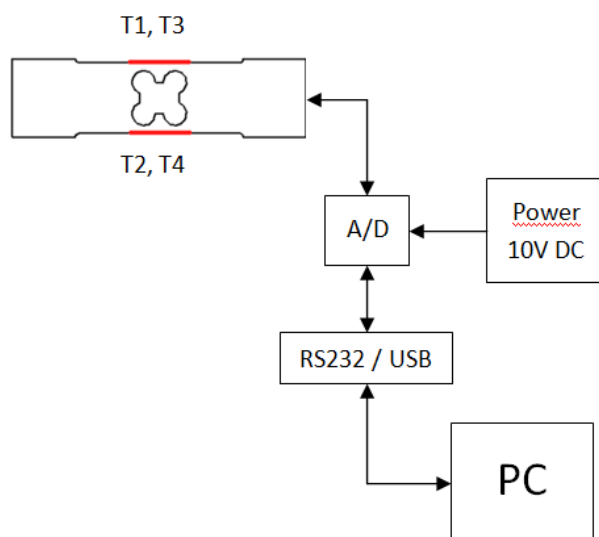 T1, T3
T2, T4
A/D
Power
10V DC
RS232 / USB
PC